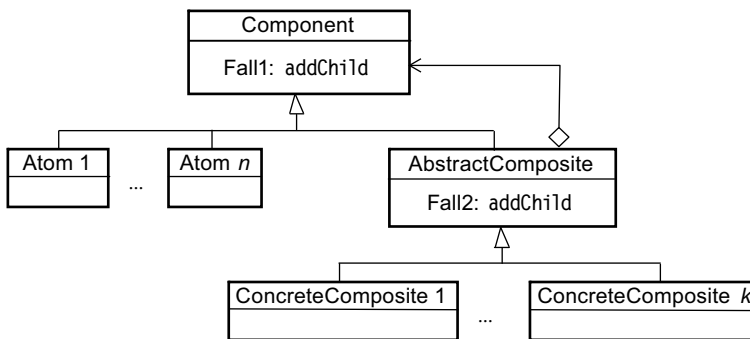 Component
Fall1: addChild
Atom 1
...
Atom n
AbstractComposite
Fall2: addChild
ConcreteComposite 1
...
ConcreteComposite k